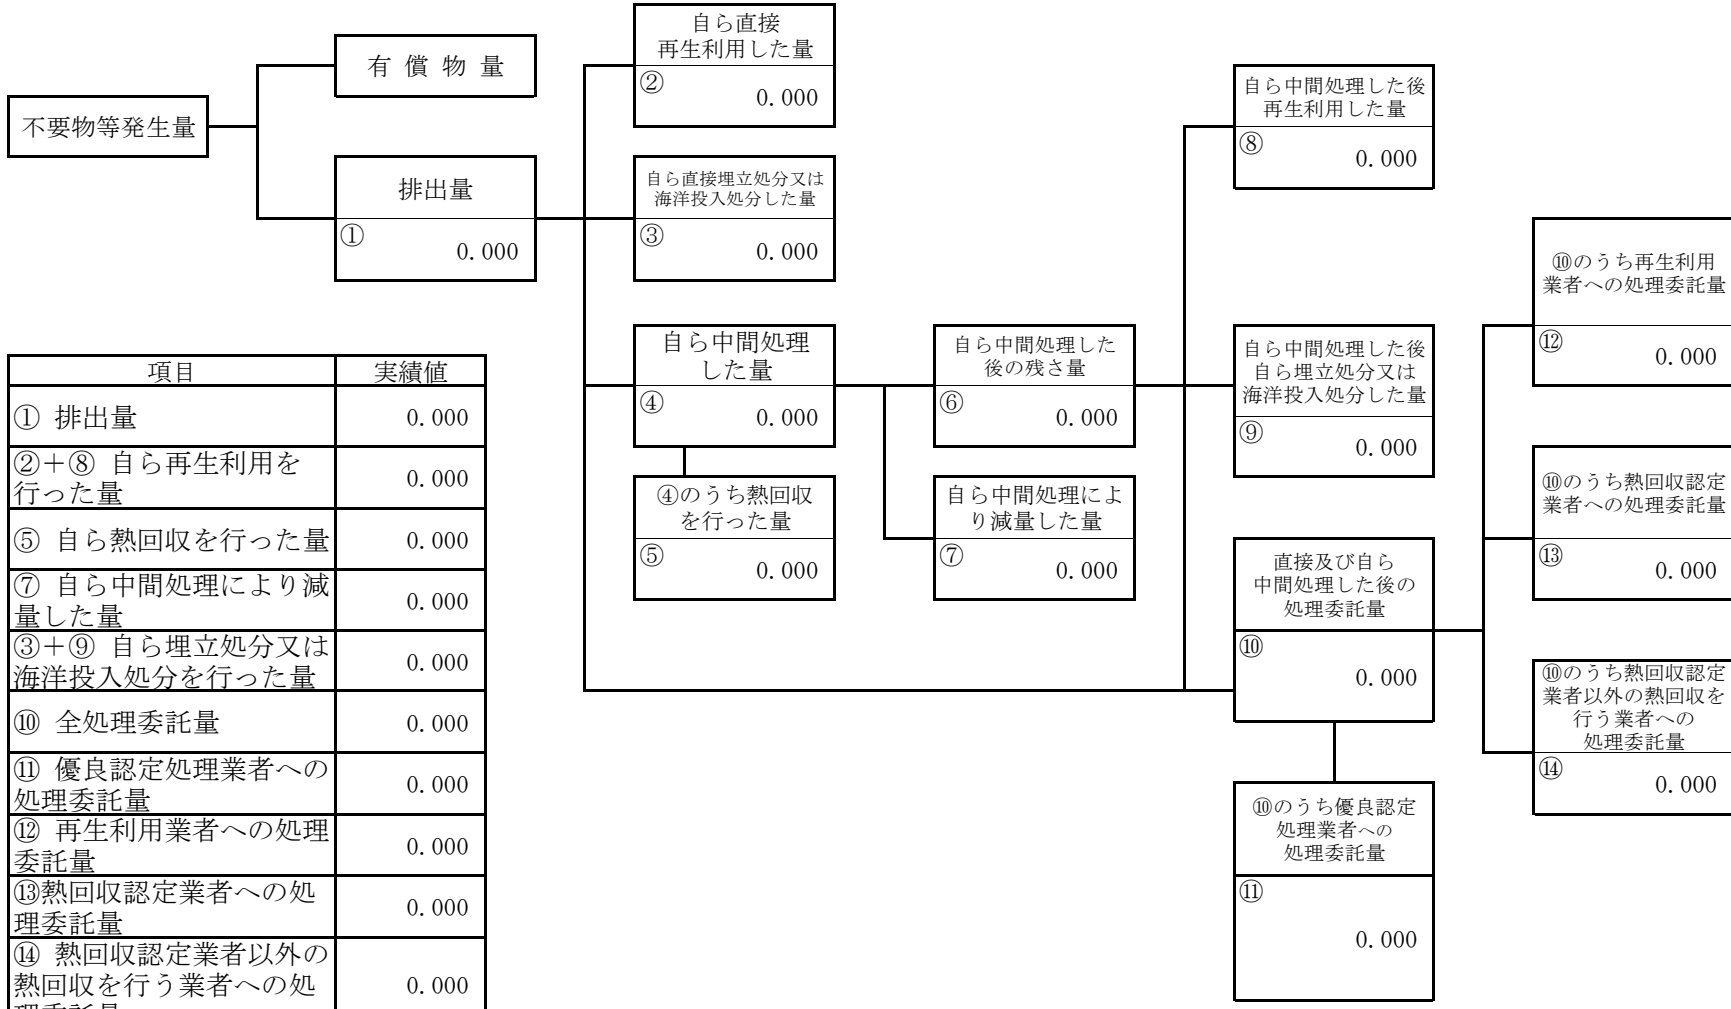 不要物等発生量
有 償 物 量
排出量
①
0.000
自ら直接
再生利用した量
②
0.000
自ら直接埋立処分又は
海洋投入処分した量
③
0.000
自ら中間処理
した量
④
0.000
④のうち熱回収
を行った量
⑤
0.000
自ら中間処理した
後の残さ量
⑥
0.000
自ら中間処理によ
り減量した量
⑦
0.000
自ら中間処理した後
再生利用した量
⑧
0.000
自ら中間処理した後
自ら埋立処分又は
海洋投入処分した量
⑨
0.000
直接及び自ら
中間処理した後の
処理委託量
⑩
0.000
⑩のうち優良認定
処理業者への
処理委託量
⑪
0.000
⑩のうち再生利用
業者への処理委託量
⑫
0.000
⑩のうち熱回収認定
業者への処理委託量
⑬
0.000
⑩のうち熱回収認定
業者以外の熱回収を
行う業者への
処理委託量
⑭
0.000
項目 実績値
① 排出量 0.000
②+⑧ 自ら再生利用を
行った量 0.000
⑤ 自ら熱回収を行った量 0.000
⑦ 自ら中間処理により減
量した量 0.000
③+⑨ 自ら埋立処分又は
海洋投入処分を行った量 0.000
⑩ 全処理委託量 0.000
⑪ 優良認定処理業者への
処理委託量 0.000
⑫ 再生利用業者への処理
委託量 0.000
⑬熱回収認定業者への処
理委託量 0.000
⑭ 熱回収認定業者以外の
熱回収を行う業者への処 0.000